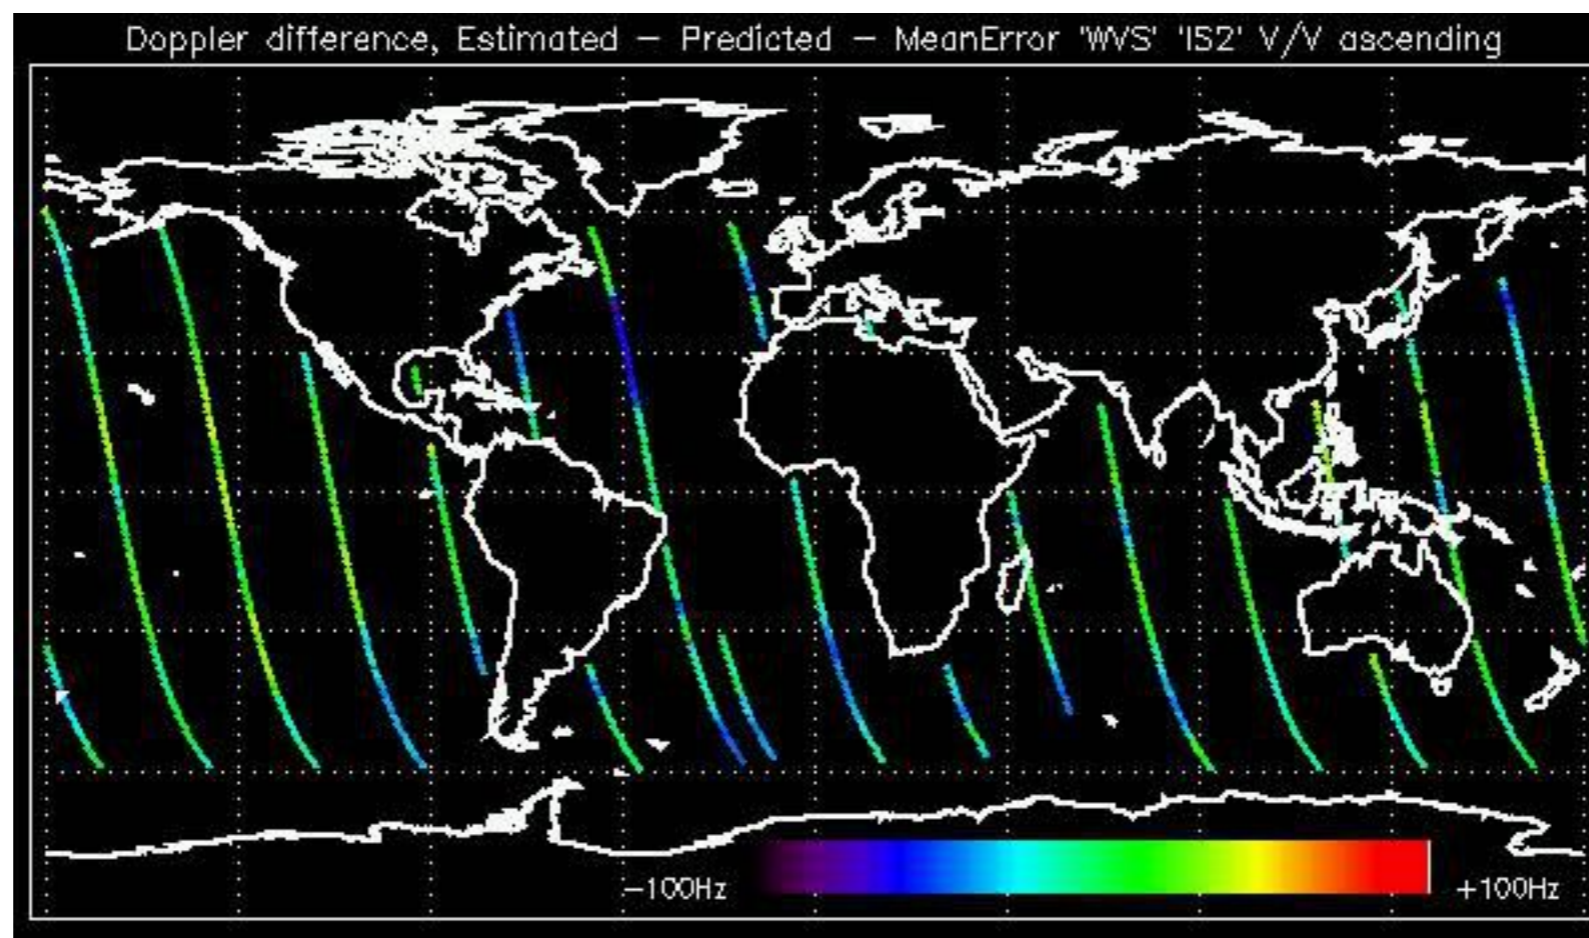 Doppler difference, Estimated – Predicted – MeanError 'WVS' 'IS2' V/V ascending
–100Hz +100Hz